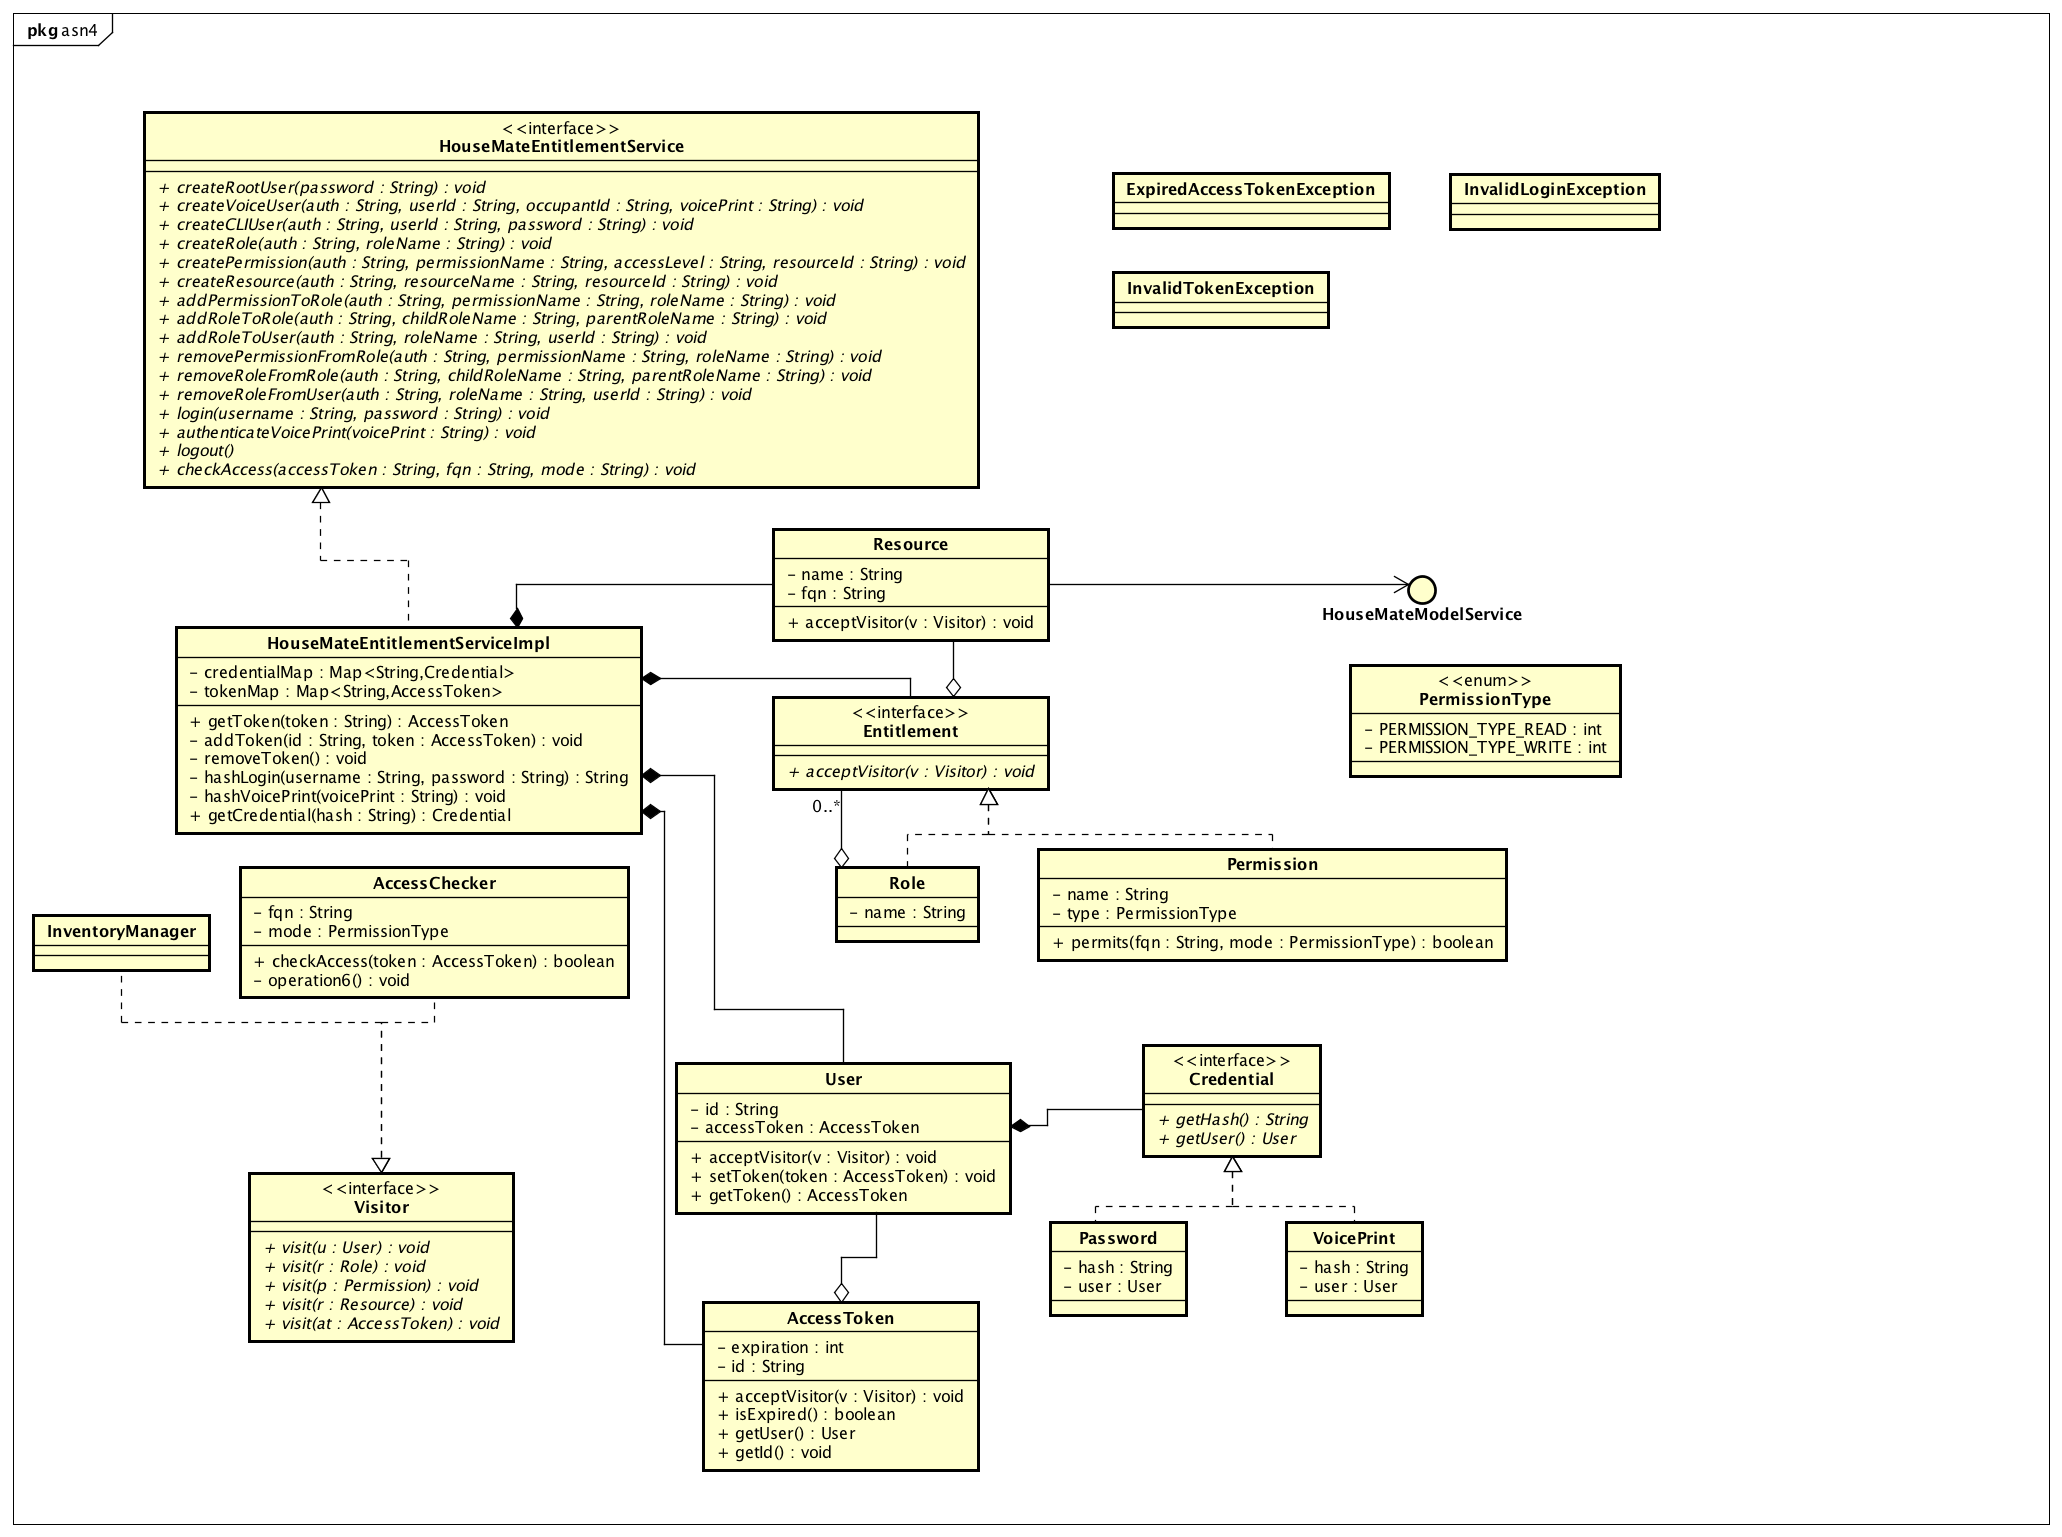 pkg asn4
<<interface>>
HouseMateEntitlementService
+ createRootUser(password : String) : void
+ createVoiceUser(auth : String, userId : String, occupantId : String, voicePrint : String) : void
+ createCLIUser(auth : String, userId : String, password : String) : void
+ createRole(auth : String, roleName : String) : void
+ createPermission(auth : String, permissionName : String, accessLevel : String, resourceId : String) : void
+ createResource(auth : String, resourceName : String, resourceId : String) : void
+ addPermissionToRole(auth : String, permissionName : String, roleName : String) : void
+ addRoleToRole(auth : String, childRoleName : String, parentRoleName : String) : void
+ addRoleToUser(auth : String, roleName : String, userId : String) : void
+ removePermissionFromRole(auth : String, permissionName : String, roleName : String) : void
+ removeRoleFromRole(auth : String, childRoleName : String, parentRoleName : String) : void
+ removeRoleFromUser(auth : String, roleName : String, userId : String) : void
+ login(username : String, password : String) : void
+ authenticateVoicePrint(voicePrint : String) : void
+ logout()
+ checkAccess(accessToken : String, fqn : String, mode : String) : void
ExpiredAccessTokenException
InvalidLoginException
InvalidTokenException
Resource
- name : String
- fqn : String
+ acceptVisitor(v : Visitor) : void
HouseMateModelService
HouseMateEntitlementServiceImpl
- credentialMap : Map<String,Credential>
- tokenMap : Map<String,AccessToken>
+ getToken(token : String) : AccessToken
- addToken(id : String, token : AccessToken) : void
- removeToken() : void
- hashLogin(username : String, password : String) : String
- hashVoicePrint(voicePrint : String) : void
+ getCredential(hash : String) : Credential
<<interface>>
Entitlement
+ acceptVisitor(v : Visitor) : void
0..*
<<enum>>
PermissionType
- PERMISSION_TYPE_READ : int
- PERMISSION_TYPE_WRITE : int
Role
- name : String
Permission
- name : String
- type : PermissionType
+ permits(fqn : String, mode : PermissionType) : boolean
AccessChecker
- fqn : String
- mode : PermissionType
+ checkAccess(token : AccessToken) : boolean
- operation6() : void
InventoryManager
User
- id : String
- accessToken : AccessToken
+ acceptVisitor(v : Visitor) : void
+ setToken(token : AccessToken) : void
+ getToken() : AccessToken
<<interface>>
Credential
+ getHash() : String
+ getUser() : User
<<interface>>
Visitor
+ visit(u : User) : void
+ visit(r : Role) : void
+ visit(p : Permission) : void
+ visit(r : Resource) : void
+ visit(at : AccessToken) : void
Password
- hash : String
- user : User
VoicePrint
- hash : String
- user : User
AccessToken
- expiration : int
- id : String
+ acceptVisitor(v : Visitor) : void
+ isExpired() : boolean
+ getUser() : User
+ getId() : void